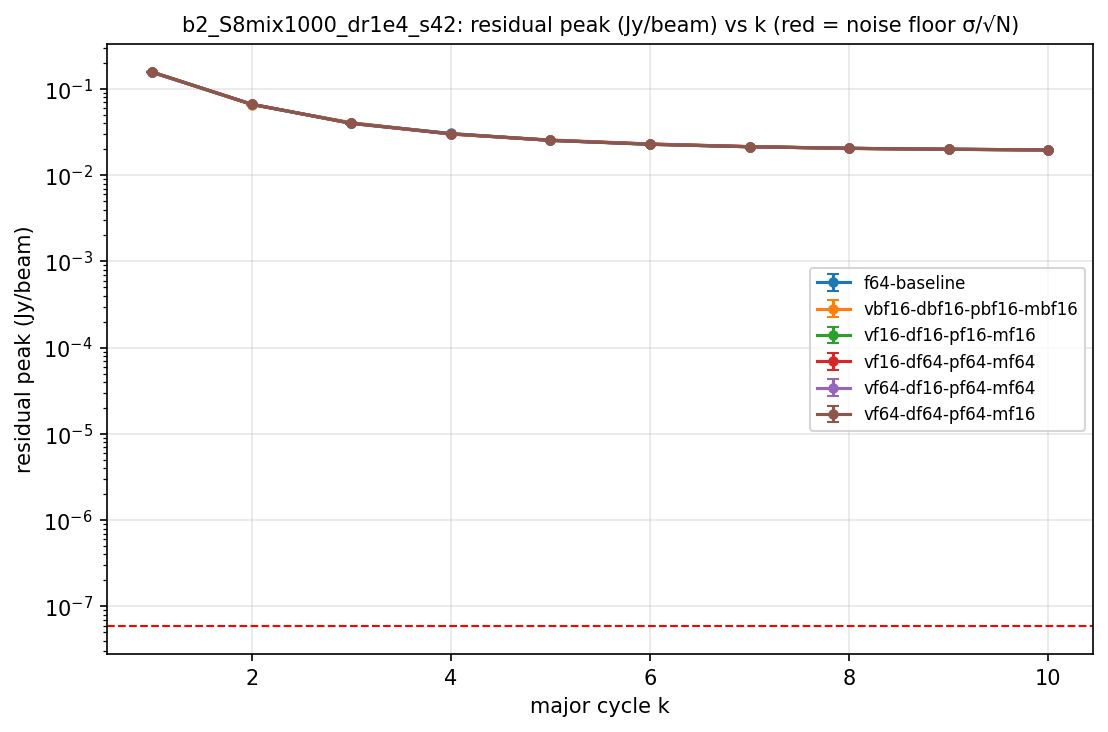 b2_S8mix1000_dr1e4_s42: residual peak (Jy/beam) vs k (red = noise floor σ/√N)
residual peak (Jy/beam)
10⁻¹
10⁻²
10⁻³
10⁻⁴
10⁻⁵
10⁻⁶
10⁻⁷
f64-baseline
vbf16-dbf16-pbf16-mbf16
vf16-df16-pf16-mf16
vf16-df64-pf64-mf64
vf64-df16-pf64-mf64
vf64-df64-pf64-mf16
2 4 6 8 10
major cycle k